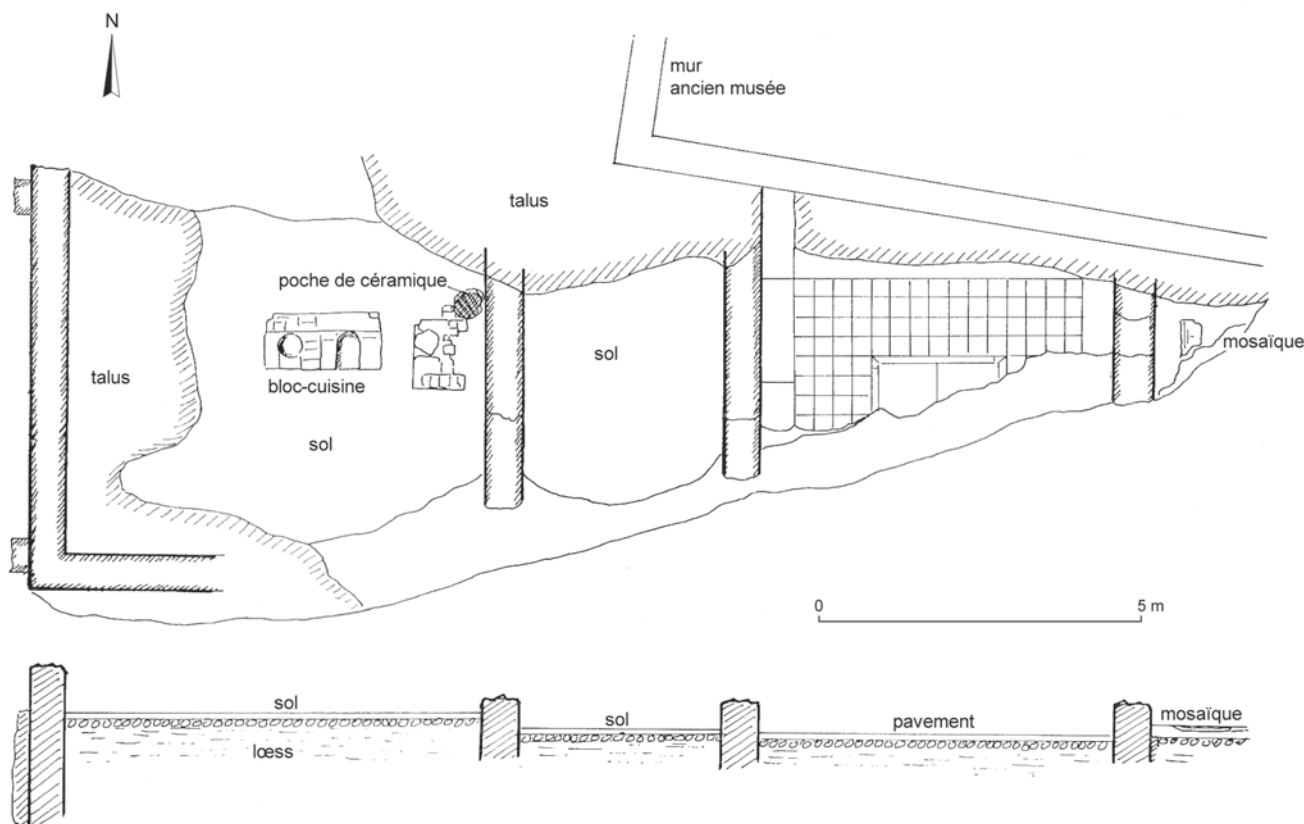 N
mur
ancien musée
talus
poche de céramique
sol
mosaïque
talus
bloc-cuisine
sol
0 5 m
sol
sol
pavement
mosaïque
lœss